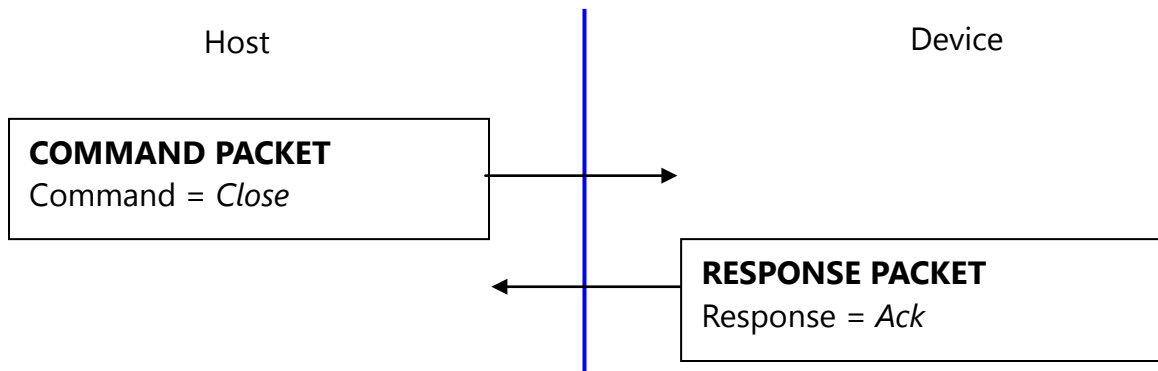 Host
Device
COMMAND PACKET
Command = Close
RESPONSE PACKET
Response = Ack